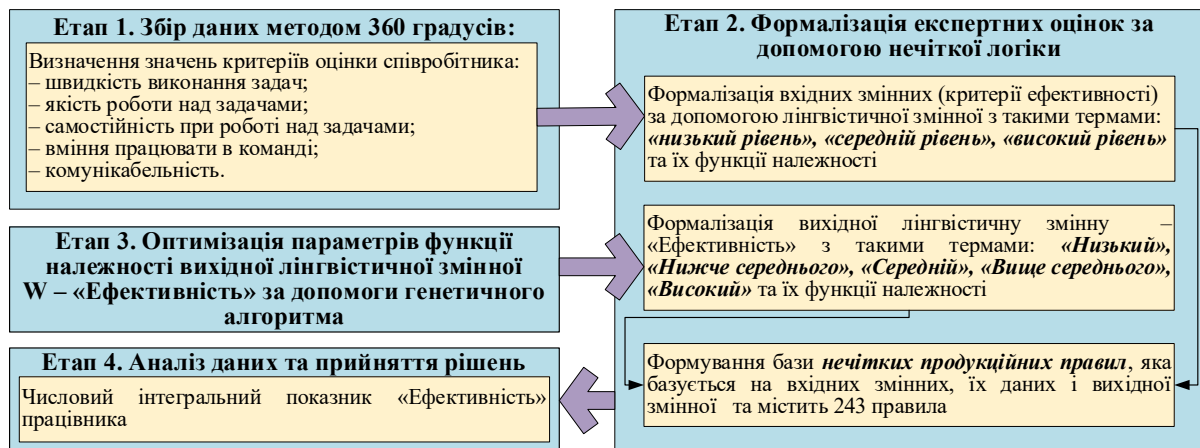 Етап 1. Збір даних методом 360 градусів:
Визначення значень критеріїв оцінки співробітника:
– швидкість виконання задач;
– якість роботи над задачами;
– самостійність при роботі над задачами;
– вміння працювати в команді;
– комунікабельність.
Етап 2. Формалізація експертних оцінок за
допомогою нечіткої логіки
Формалізація вхідних змінних (критерії ефективності)
за допомогою лінгвістичної змінної з такими термами:
«низький рівень», «середній рівень», «високий рівень»
та їх функції належності
Етап 3. Оптимізація параметрів функції
належності вихідної лінгвістичної змінної
W – «Ефективність» за допомоги генетичного
алгоритма
Формалізація вихідної лінгвістичну змінну –
«Ефективність» з такими термами: «Низький»,
«Нижче середнього», «Середній», «Вище середнього»,
«Високий» та їх функції належності
Етап 4. Аналіз даних та прийняття рішень
Числовий інтегральний показник «Ефективність»
працівника
Формування бази нечітких продукційних правил, яка
базується на вхідних змінних, їх даних і вихідної
змінної та містить 243 правила